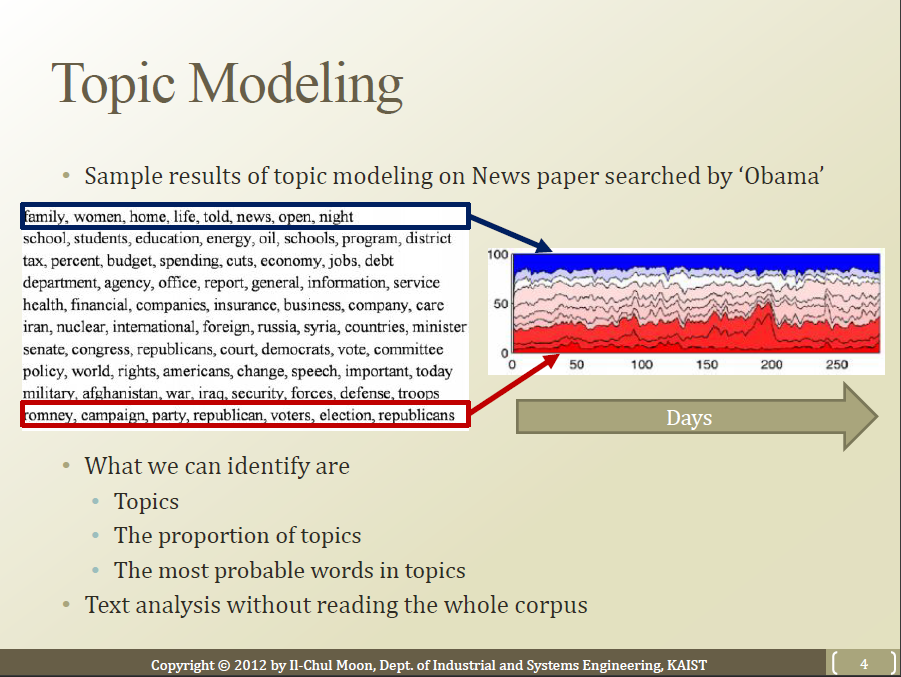 Topic Modeling
• Sample results of topic modeling on News paper searched by ‘Obama’
family, women, home, life, told, news, open, night
school, students, education, energy, oil, schools, program, district
tax, percent, budget, spending, cuts, economy, jobs, debt
department, agency, office, report, general, information, service
health, financial, companies, insurance, business, company, care
iran, nuclear, international, foreign, russia, syria, countries, minister
senate, congress, republicans, court, democrats, vote, committee
policy, world, rights, americans, change, speech, important, today
military, afghanistan, war, iraq, security, forces, defense, troops
romney, campaign, party, republican, voters, election, republicans
100
50
0
0 50 100 150 200 250
Days
• What we can identify are
• Topics
• The proportion of topics
• The most probable words in topics
• Text analysis without reading the whole corpus
Copyright © 2012 by Il-Chul Moon, Dept. of Industrial and Systems Engineering, KAIST
4